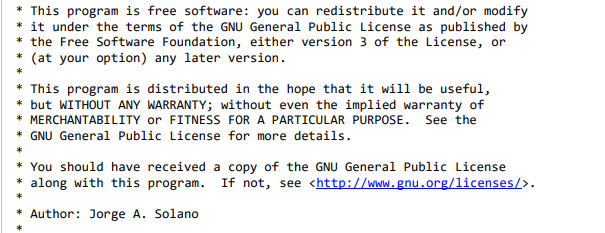 * This program is free software: you can redistribute it and/or modify
* it under the terms of the GNU General Public License as published by
* the Free Software Foundation, either version 3 of the License, or
* (at your option) any later version.
*
* This program is distributed in the hope that it will be useful,
* but WITHOUT ANY WARRANTY; without even the implied warranty of
* MERCHANTABILITY or FITNESS FOR A PARTICULAR PURPOSE.  See the
* GNU General Public License for more details.
*
* You should have received a copy of the GNU General Public License
* along with this program.  If not, see <http://www.gnu.org/licenses/>.
*
* Author: Jorge A. Solano
*